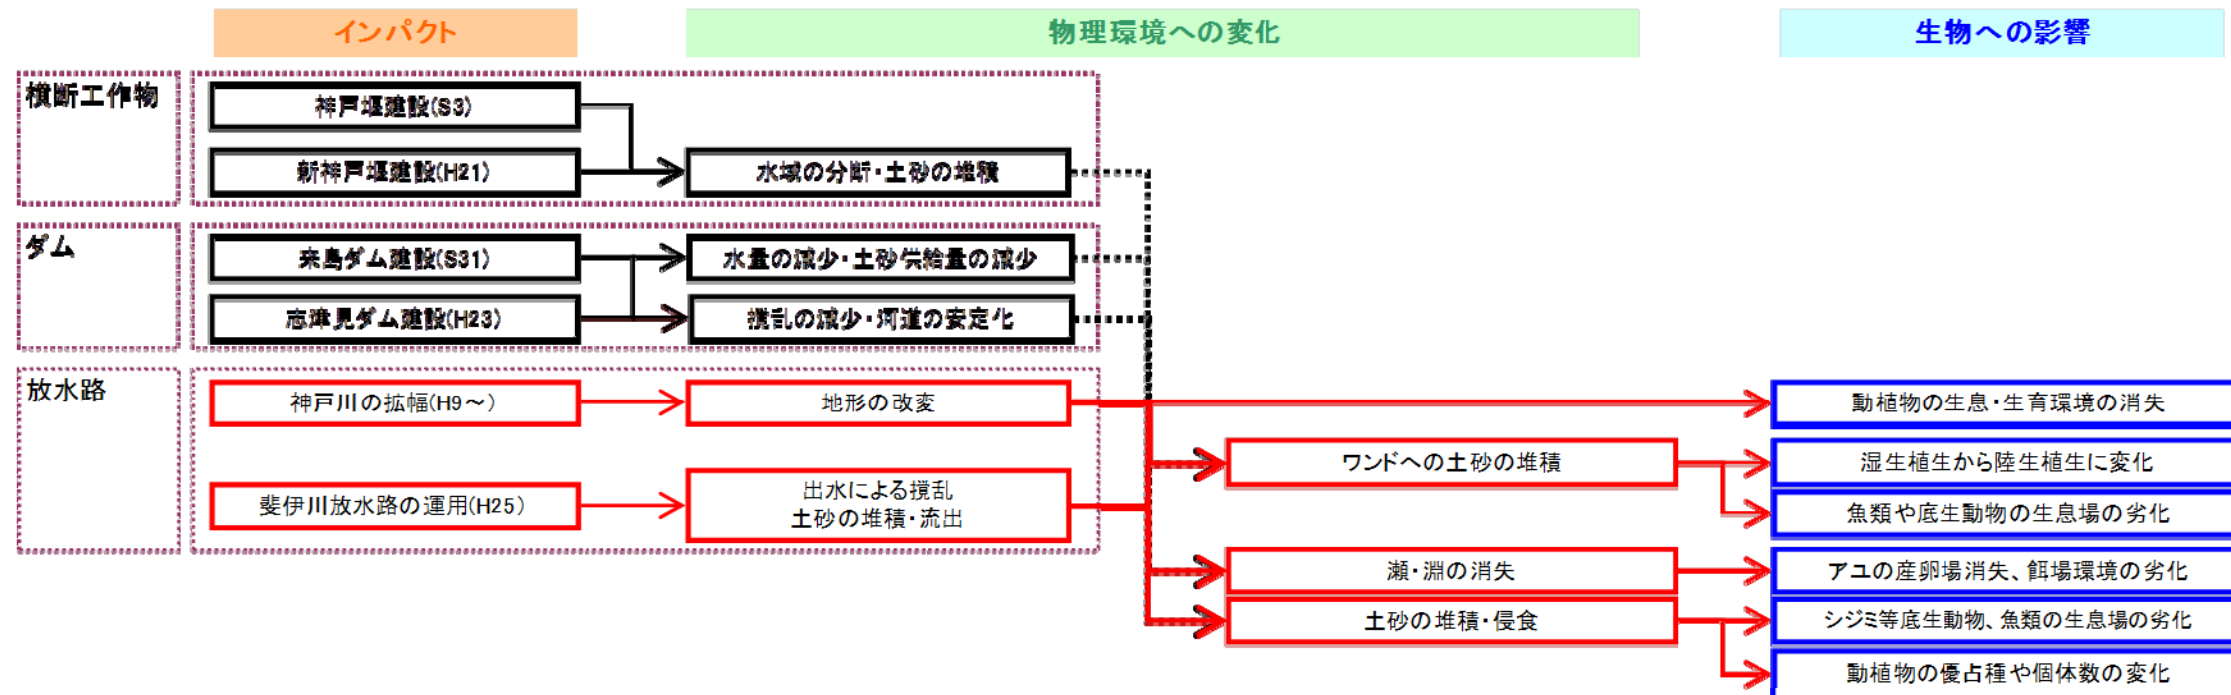 インパクト
物理環境への変化
生物への影響
横断工作物
神戸堰建設(S3)
新神戸堰建設(H21)
水域の分断・土砂の堆積
ダム
来島ダム建設(S31)
水量の減少・土砂供給量の減少
志津見ダム建設(H23)
撹乱の減少・河道の安定化
放水路
神戸川の拡幅(H9～)
地形の改変
動植物の生息・生育環境の消失
ワンドへの土砂の堆積
湿生植生から陸生植生に変化
斐伊川放水路の運用(H25)
出水による撹乱
土砂の堆積・流出
魚類や底生動物の生息場の劣化
瀬・淵の消失
アユの産卵場消失、餌場環境の劣化
土砂の堆積・侵食
シジミ等底生動物、魚類の生息場の劣化
動植物の優占種や個体数の変化